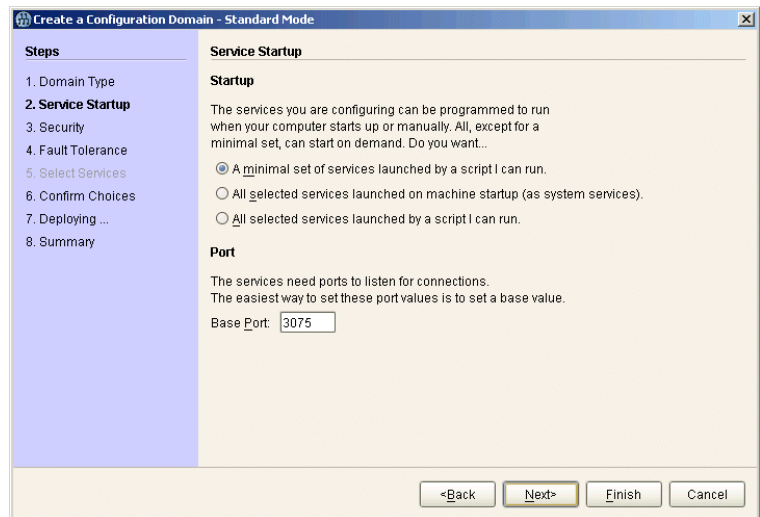 Create a Configuration Domain - Standard Mode
Steps
1. Domain Type
2. Service Startup
3. Security
4. Fault Tolerance
5. Select Services
6. Confirm Choices
7. Deploying ...
8. Summary
Service Startup
Startup
The services you are configuring can be programmed to run
when your computer starts up or manually. All, except for a
minimal set, can start on demand. Do you want...
A minimal set of services launched by a script I can run.
All selected services launched on machine startup (as system services).
All selected services launched by a script I can run.
Port
The services need ports to listen for connections.
The easiest way to set these port values is to set a base value.
Base Port: 3075
<Back Next> Finish Cancel